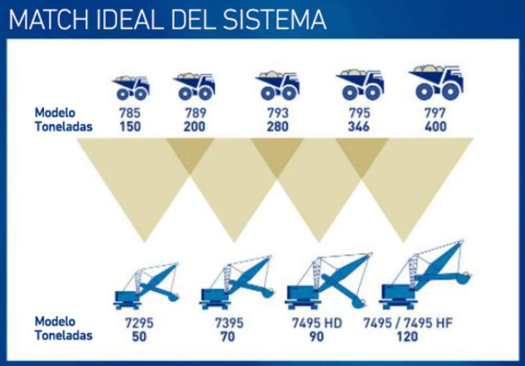 MATCH IDEAL DEL SISTEMA
Modelo 785 789 793 795 797
Toneladas 150 200 280 346 400
Modelo 7295 7395 7495 HD 7495 / 7495 HF
Toneladas 50 70 90 120